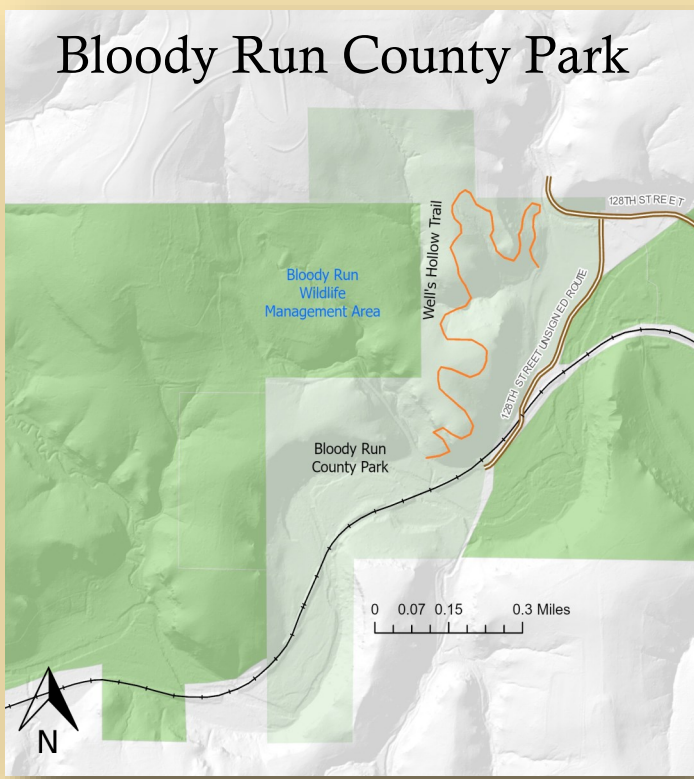 Bloody Run County Park
128TH STREET
Well's Hollow Trail
Bloody Run
Wildlife
Management Area
128TH STREET UNSIGNED ROUTE
Bloody Run
County Park
0 0.07 0.15 0.3 Miles
N